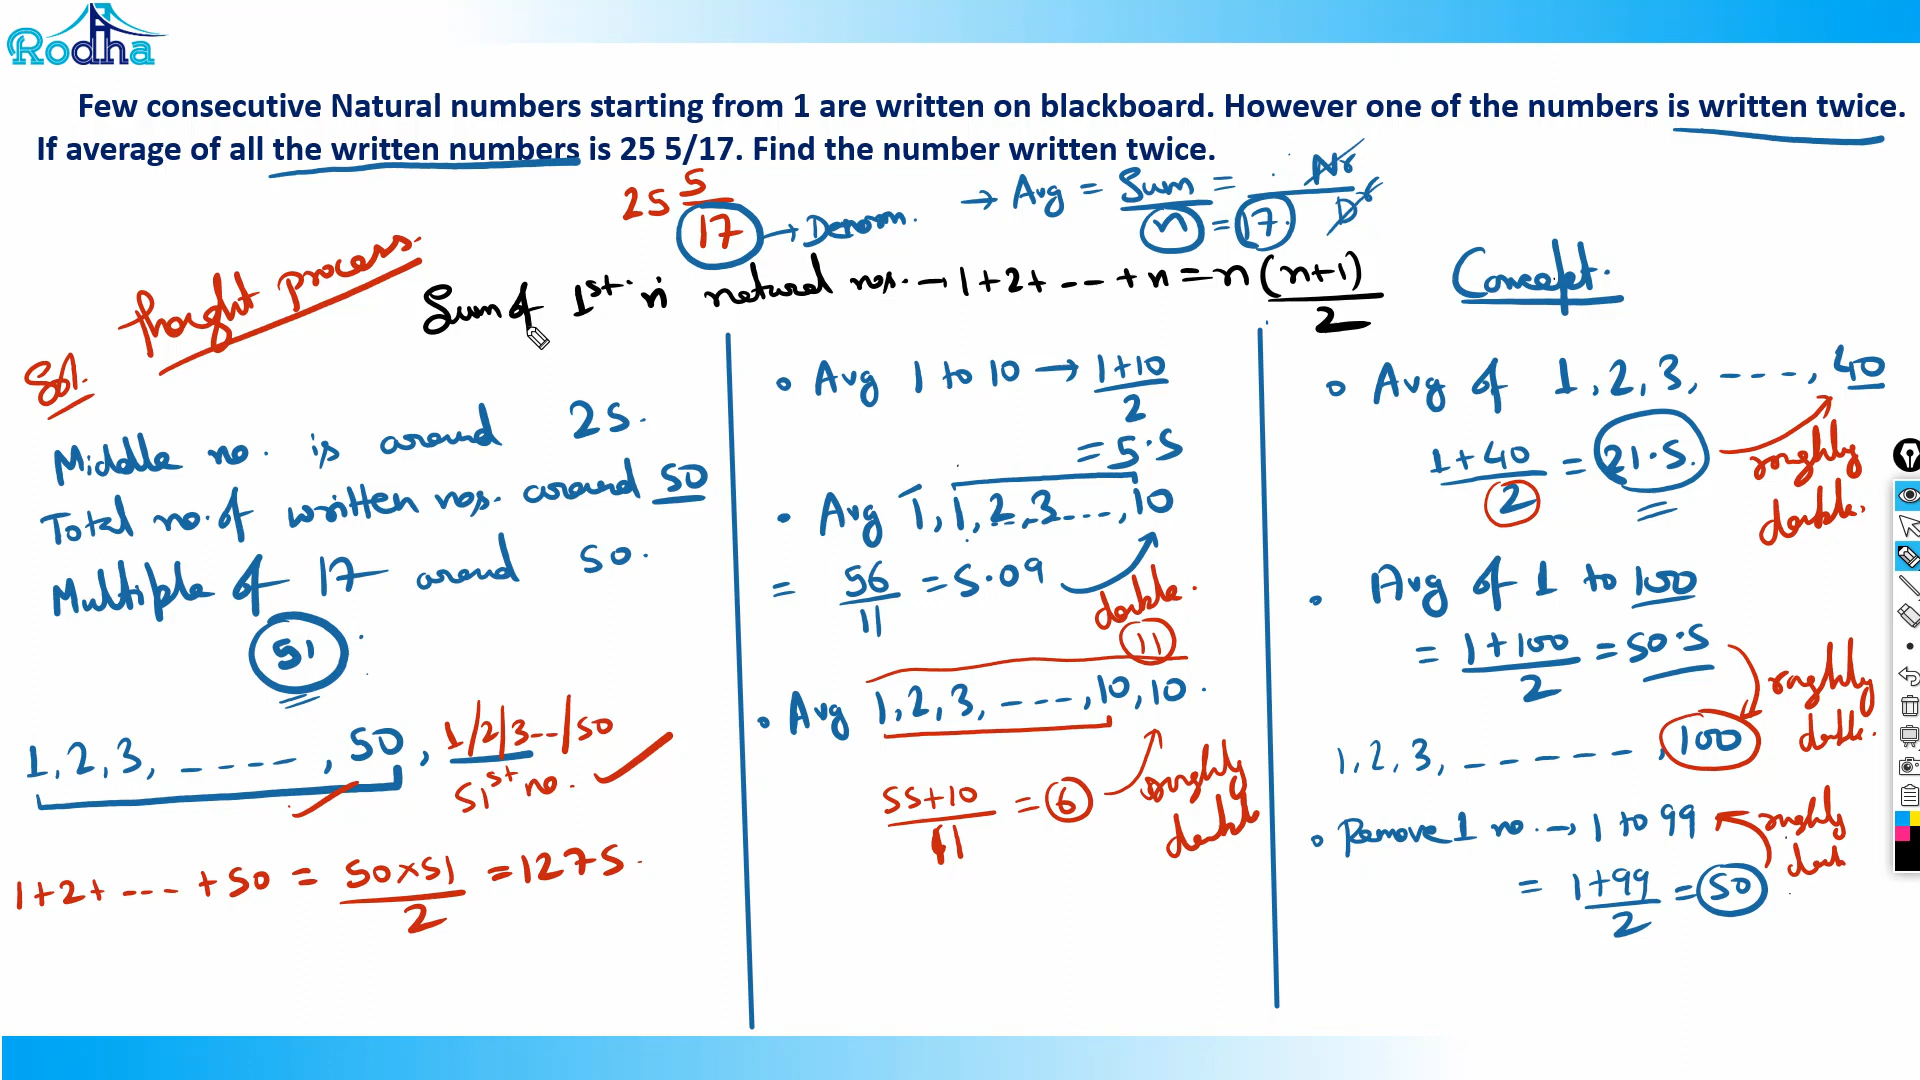 Rodha
Few consecutive Natural numbers starting from 1 are written on blackboard. However one of the numbers is written twice.
If average of all the written numbers is 25 5/17. Find the number written twice.
25 5/17 → Denom.
→ Avg = Sum/n = Nr/Dr
n = 17.
thought process.
Sum of 1st 'n' natural nos. → 1+2+ -- +n = n(n+1)/2
Concept.
Sol.
Middle no. is around 25.
Total no. of written nos. around 50
Multiple of 17 around 50.
51
1, 2, 3, ----- , 50, 1/2/3--/50
51st no.
1+2+ --- +50 = 50×51/2 = 1275.
• Avg 1 to 10 → 1+10/2
= 5.5
• Avg 1, 1, 2, 3 ...., 10
= 56/11 = 5.09
double.
11
• Avg 1, 2, 3, ----, 10, 10.
55+10/11 = 6
roughly
double
• Avg of 1, 2, 3, ----, 40
1+40/2 = 21.5.
roughly
double.
• Avg of 1 to 100
= 1+100/2 = 50.5
roughly
double.
1, 2, 3, ------, 100
• Remove 1 no. → 1 to 99
roughly
doub
= 1+99/2 = 50